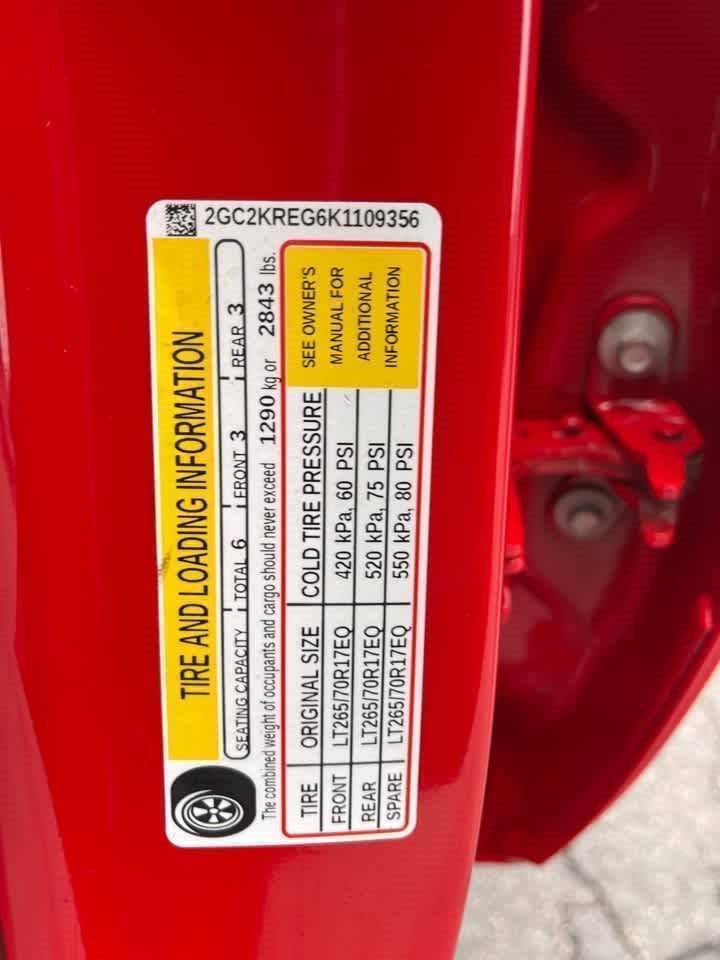 2GC2KREG6K1109356
TIRE AND LOADING INFORMATION
SEATING CAPACITY TOTAL 6 FRONT 3 REAR 3
The combined weight of occupants and cargo should never exceed 1290 kg or 2843 lbs.
TIRE ORIGINAL SIZE COLD TIRE PRESSURE
FRONT LT265/70R17EQ 420 kPa, 60 PSI
REAR LT265/70R17EQ 520 kPa, 75 PSI
SPARE LT265/70R17EQ 550 kPa, 80 PSI
SEE OWNER'S
MANUAL FOR
ADDITIONAL
INFORMATION